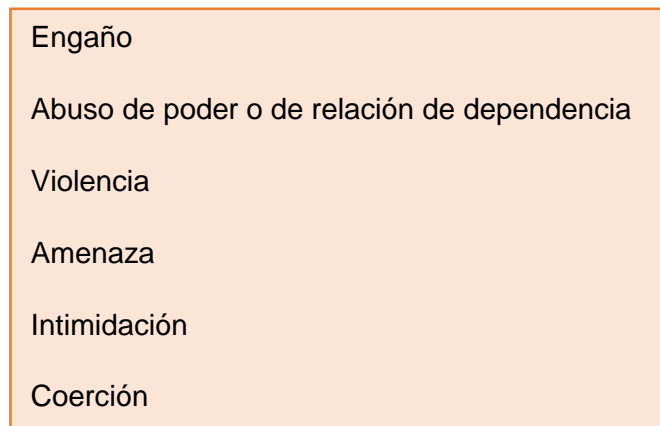 Engaño
Abuso de poder o de relación de dependencia
Violencia
Amenaza
Intimidación
Coerción